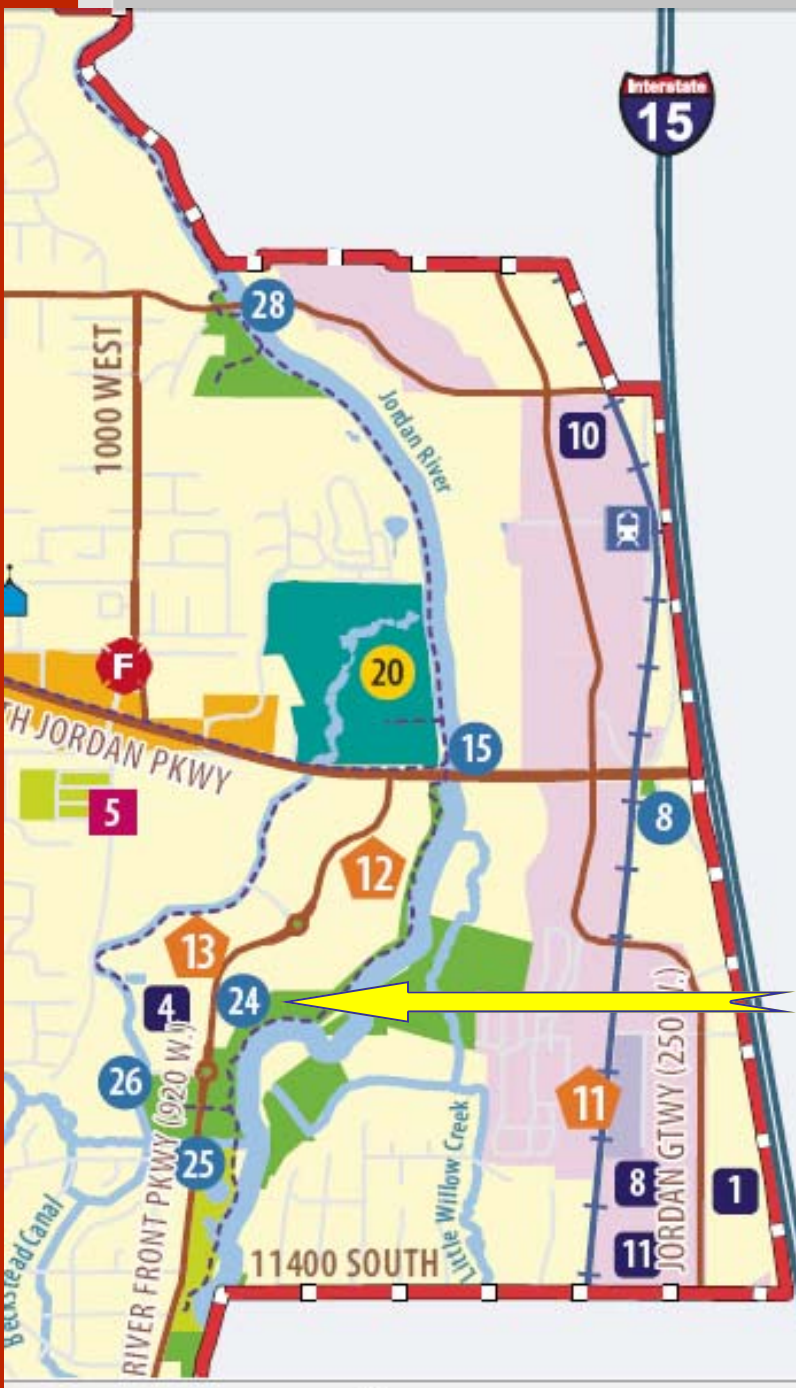 Interstate
15
28
1000 WEST
Jordan River
10
F
20
TH JORDAN PKWY
15
5
8
12
13
24
4
26
RIVER FRONT PKWY (920 W.)
25
11
JORDAN GTWY (250 W.)
Little Willow Creek
8
1
Beckstead Canal
11400 SOUTH
11